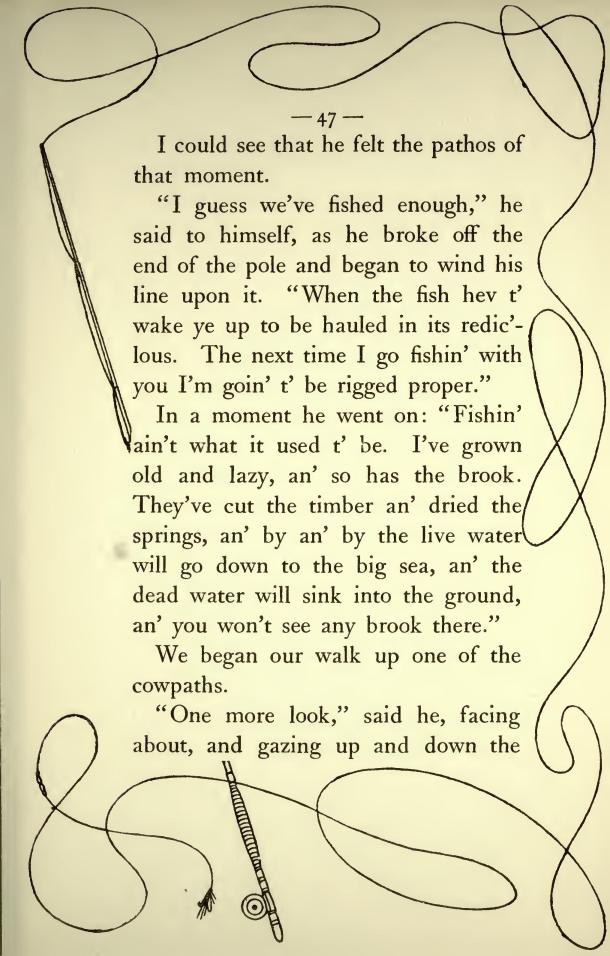 — 47 —
I could see that he felt the pathos of
that moment.
“I guess we've fished enough,” he
said to himself, as he broke off the
end of the pole and began to wind his
line upon it. “When the fish hev t’
wake ye up to be hauled in its redic’-
lous. The next time I go fishin’ with
you I'm goin’ t’ be rigged proper.”
In a moment he went on: “Fishin’
ain't what it used t’ be. I've grown
old and lazy, an’ so has the brook.
They've cut the timber an’ dried the
springs, an’ by an’ by the live water
will go down to the big sea, an’ the
dead water will sink into the ground,
an’ you won't see any brook there.”
We began our walk up one of the
cowpaths.
“One more look,” said he, facing
about, and gazing up and down the